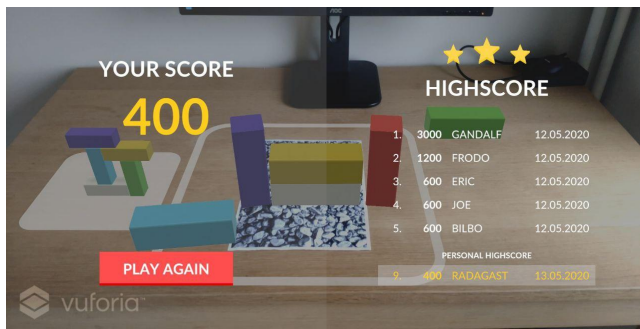 AOC
YOUR SCORE
400
PLAY AGAIN
HIGHSCORE
1. 3000 GANDALF 12.05.2020
2. 1200 FRODO 12.05.2020
3. 600 ERIC 12.05.2020
4. 600 JOE 12.05.2020
5. 600 BILBO 12.05.2020
PERSONAL HIGHSCORE
9. 400 RADAGAST 13.05.2020
vuforia™